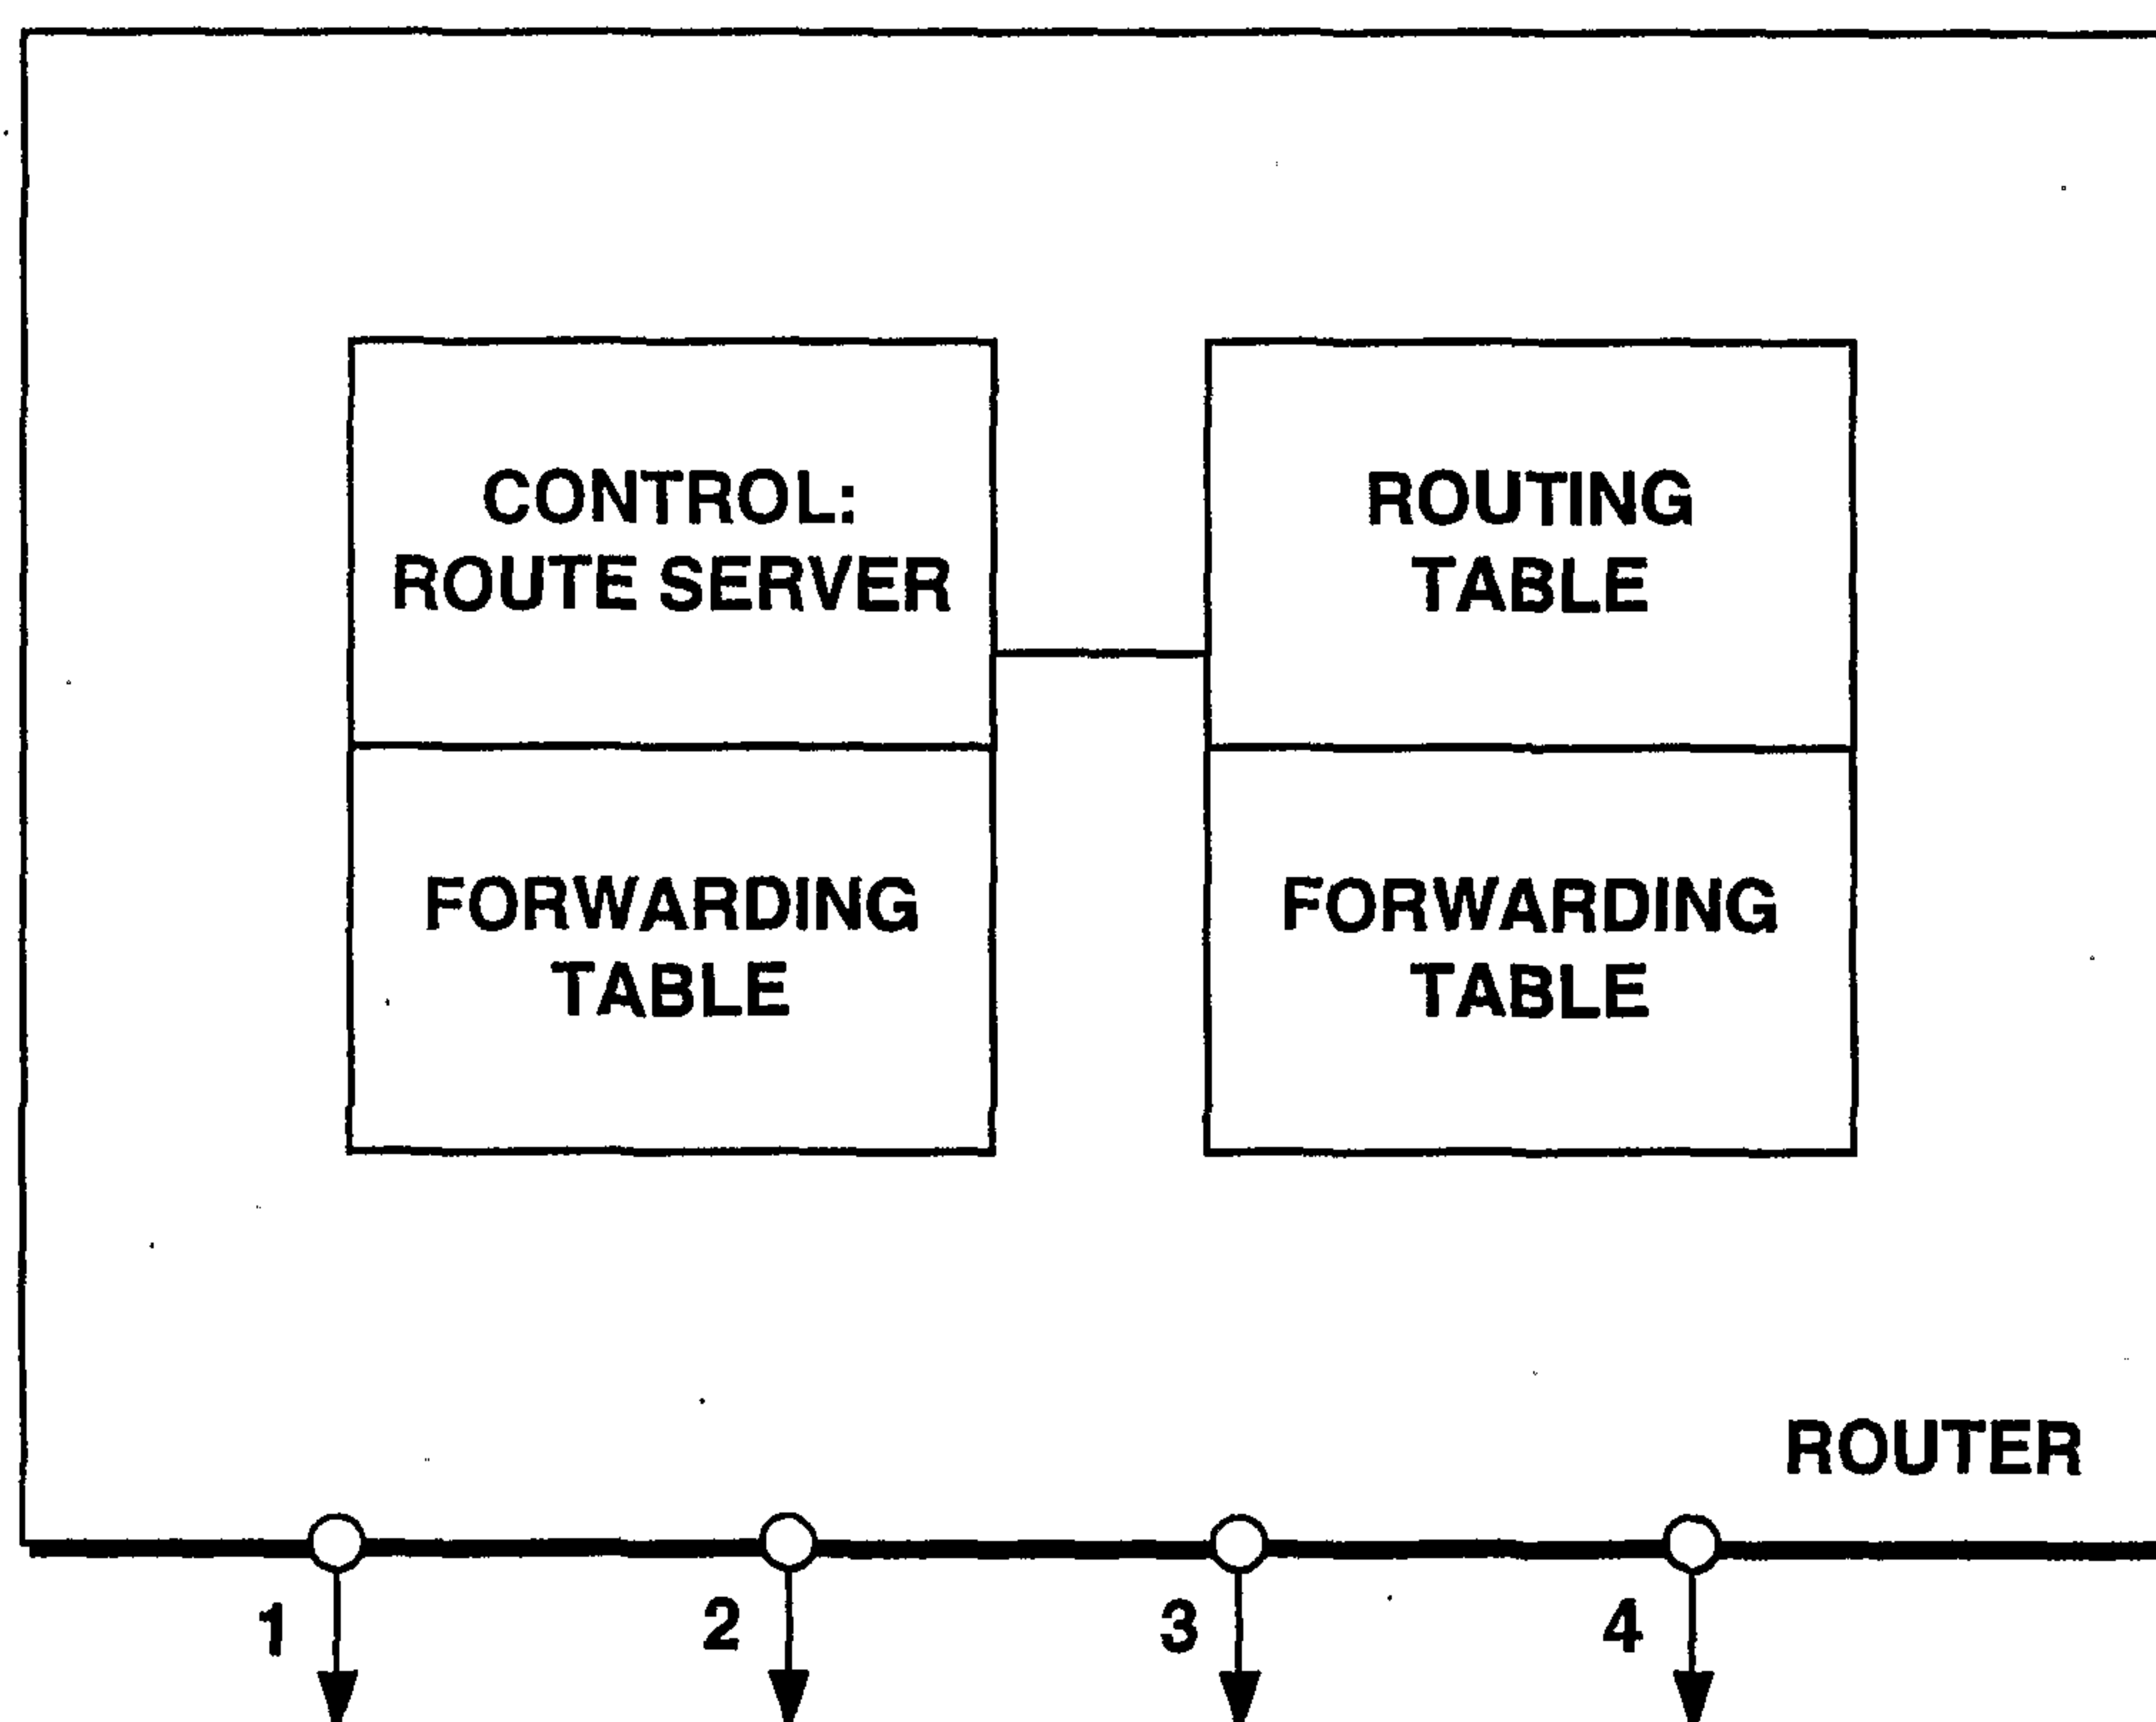 CONTROL:
ROUTE SERVER
FORWARDING
TABLE
ROUTING
TABLE
FORWARDING
TABLE
ROUTER
1
2
3
4